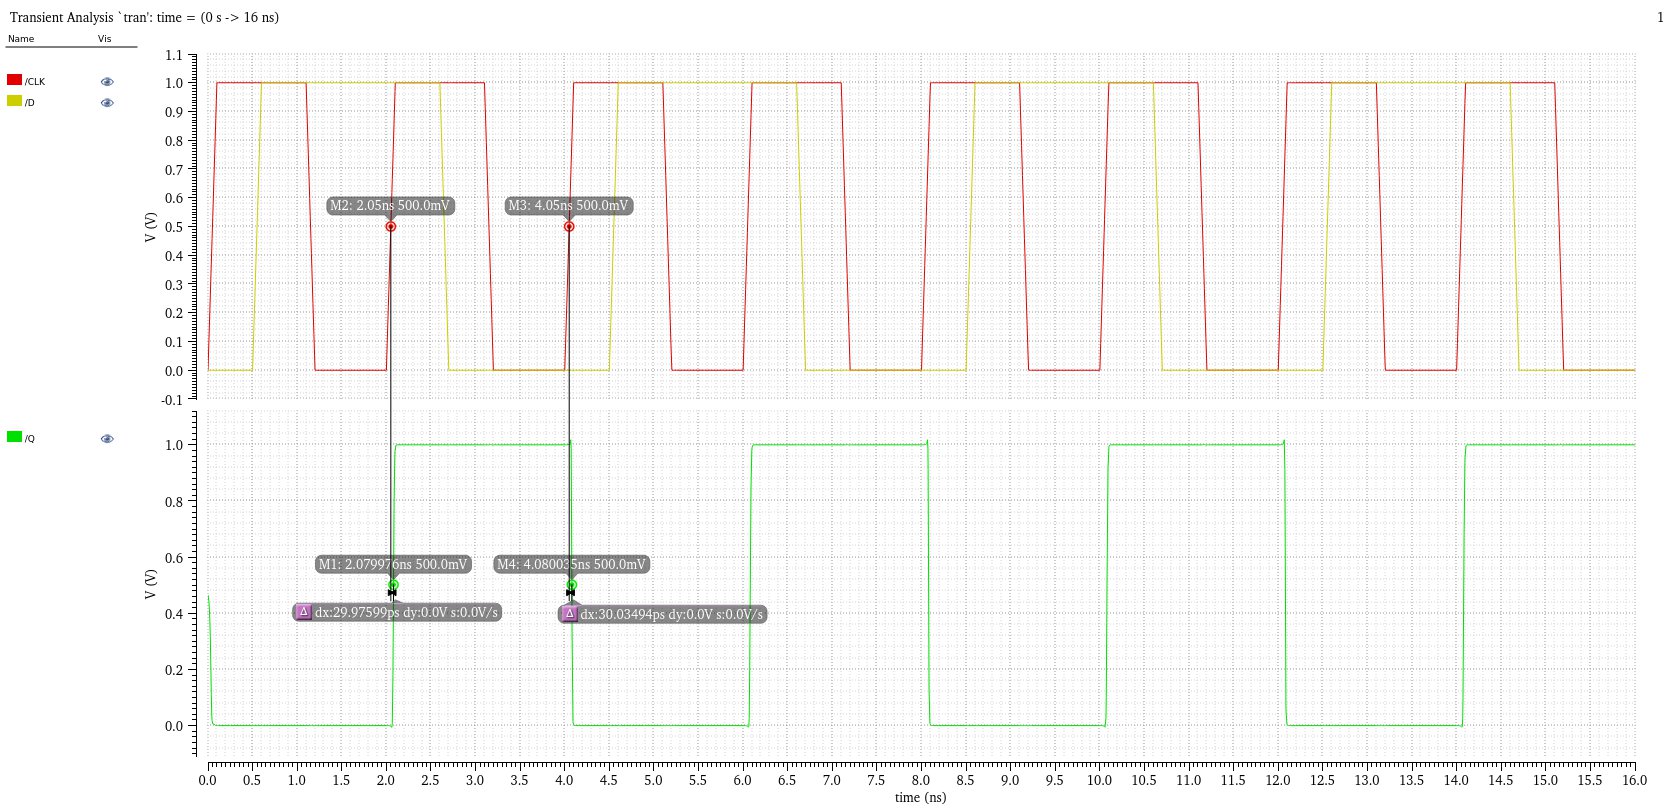 Transient Analysis `tran': time = (0 s -> 16 ns)
1
Name Vis
/CLK
/D
1.1
1.0
0.9
0.8
0.7
0.6
0.5
0.4
0.3
0.2
0.1
0.0
-0.1
V (V)
M2: 2.05ns 500.0mV
M3: 4.05ns 500.0mV
/Q
1.0
0.8
0.6
0.4
0.2
0.0
V (V)
M1: 2.079976ns 500.0mV
M4: 4.080035ns 500.0mV
Δ dx:29.97599ps dy:0.0V s:0.0V/s
Δ dx:30.03494ps dy:0.0V s:0.0V/s
0.0 0.5 1.0 1.5 2.0 2.5 3.0 3.5 4.0 4.5 5.0 5.5 6.0 6.5 7.0 7.5 8.0 8.5 9.0 9.5 10.0 10.5 11.0 11.5 12.0 12.5 13.0 13.5 14.0 14.5 15.0 15.5 16.0
time (ns)